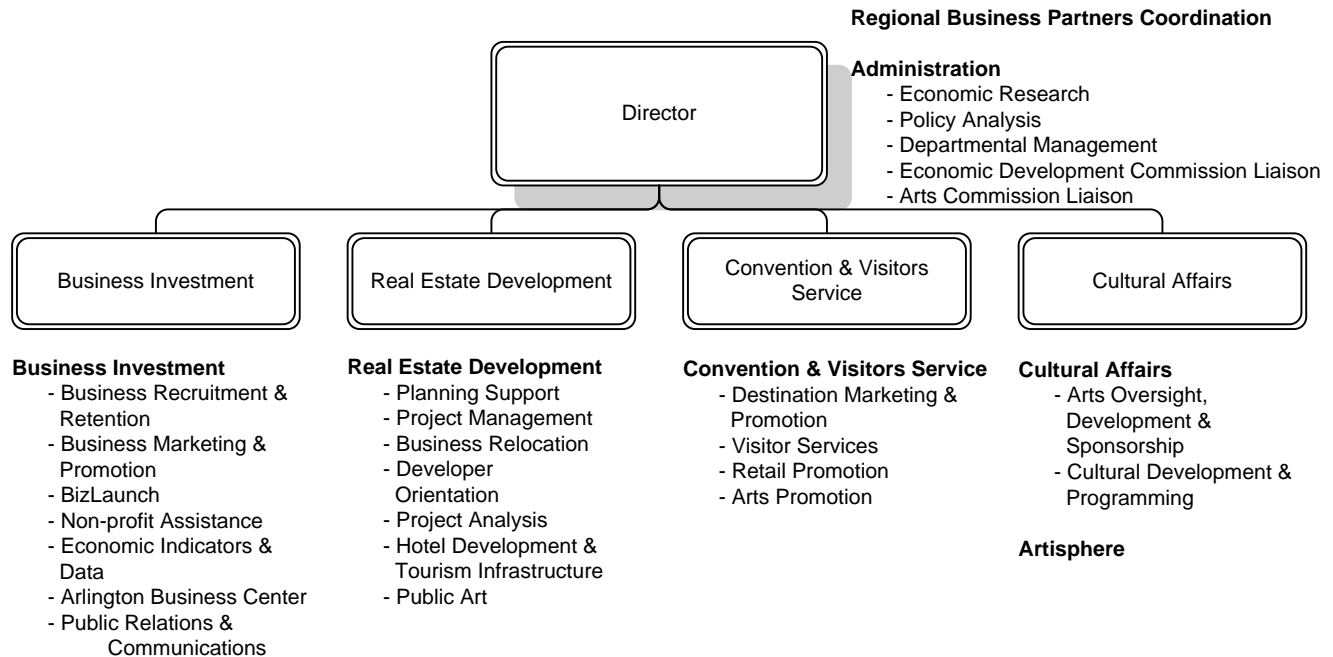 Regional Business Partners Coordination
Administration
- Economic Research
- Policy Analysis
- Departmental Management
- Economic Development Commission Liaison
- Arts Commission Liaison
Director
Business Investment
Real Estate Development
Convention & Visitors
Service
Cultural Affairs
Business Investment
- Business Recruitment &
Retention
- Business Marketing &
Promotion
- BizLaunch
- Non-profit Assistance
- Economic Indicators &
Data
- Arlington Business Center
- Public Relations &
Communications
Real Estate Development
- Planning Support
- Project Management
- Business Relocation
- Developer
Orientation
- Project Analysis
- Hotel Development &
Tourism Infrastructure
- Public Art
Convention & Visitors Service
- Destination Marketing &
Promotion
- Visitor Services
- Retail Promotion
- Arts Promotion
Cultural Affairs
- Arts Oversight,
Development &
Sponsorship
- Cultural Development &
Programming
Artisphere